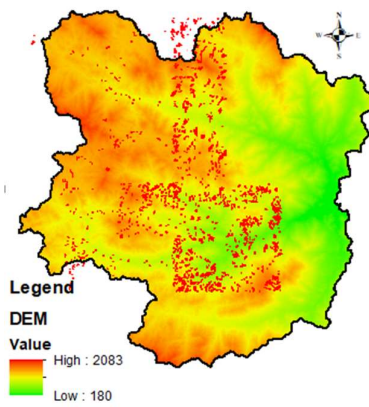 N
W E
S
Legend
DEM
Value
High : 2083
Low : 180